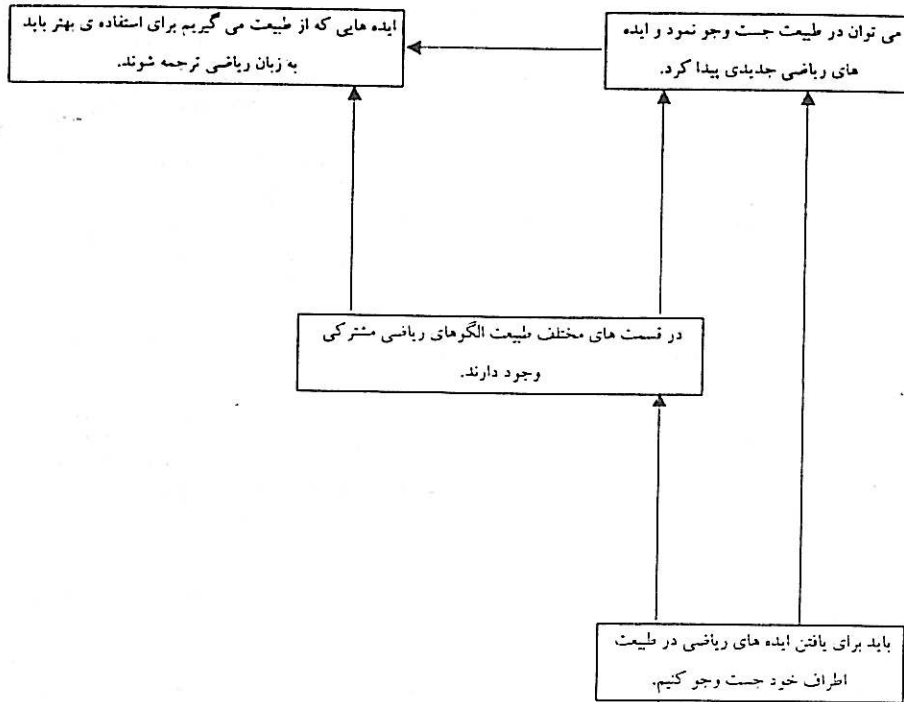 می توان در طبیعت جست وجو نمود و ایده
های ریاضی جدیدی پیدا کرد.
ایده هایی که از طبیعت می گیریم برای استفاده ی بهتر باید
به زبان ریاضی ترجمه شوند.
در قسمت های مختلف طبیعت الگوهای ریاضی مشترکی
وجود دارند.
باید برای یافتن ایده های ریاضی در طبیعت
اطراف خود جست وجو کنیم.